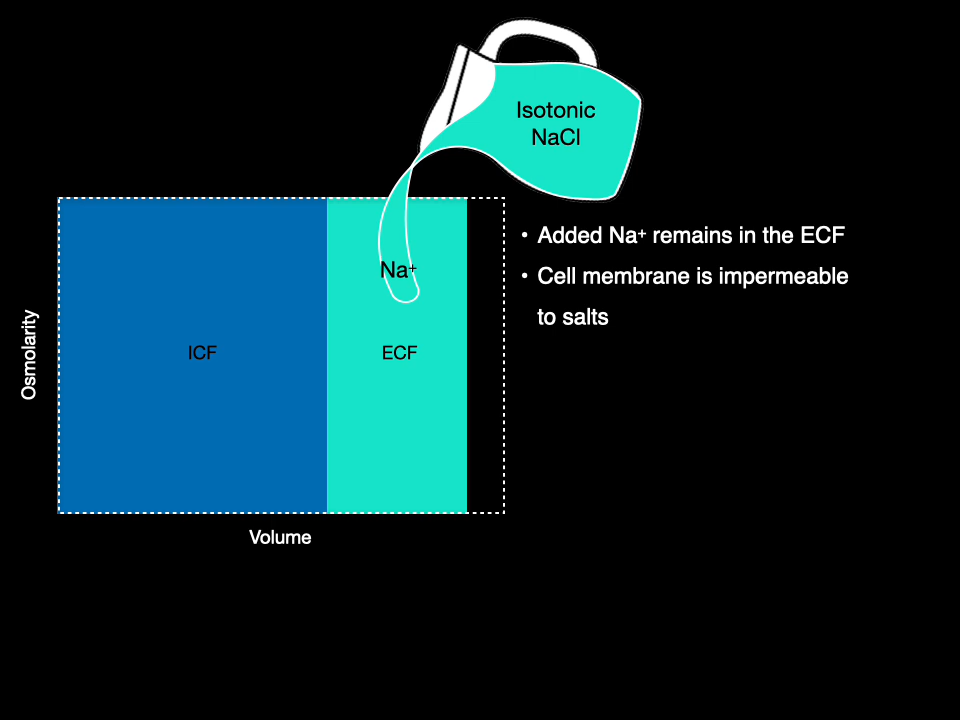 Isotonic
NaCl
• Added Na⁺ remains in the ECF
• Cell membrane is impermeable
to salts
Na⁺
ICF
ECF
Osmolarity
Volume